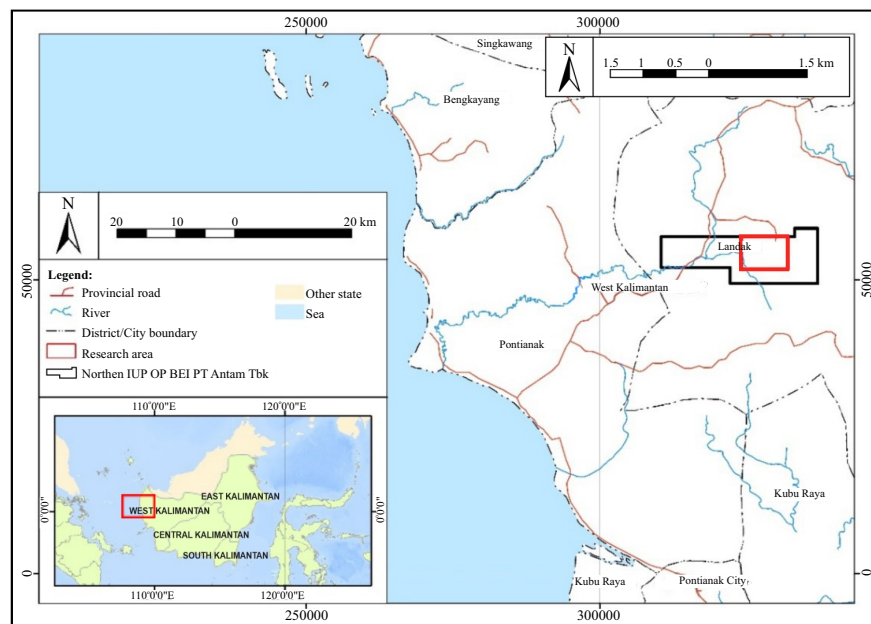 250000
300000
Singkawang
N
1.5 1 0.5 0 1.5 km
Bengkayang
N
20 10 0 20 km
Landak
Legend:
Provincial road
River
District/City boundary
Research area
Northen IUP OP BEI PT Antam Tbk
Other state
Sea
50000
50000
West Kalimantan
Pontianak
110°0'0"E
120°0'0"E
EAST KALIMANTAN
WEST KALIMANTAN
CENTRAL KALIMANTAN
SOUTH KALIMANTAN
0°0'0"
0°0'0"
110°0'0"E
120°0'0"E
Kubu Raya
0
0
Kubu Raya
Pontianak City
250000
300000